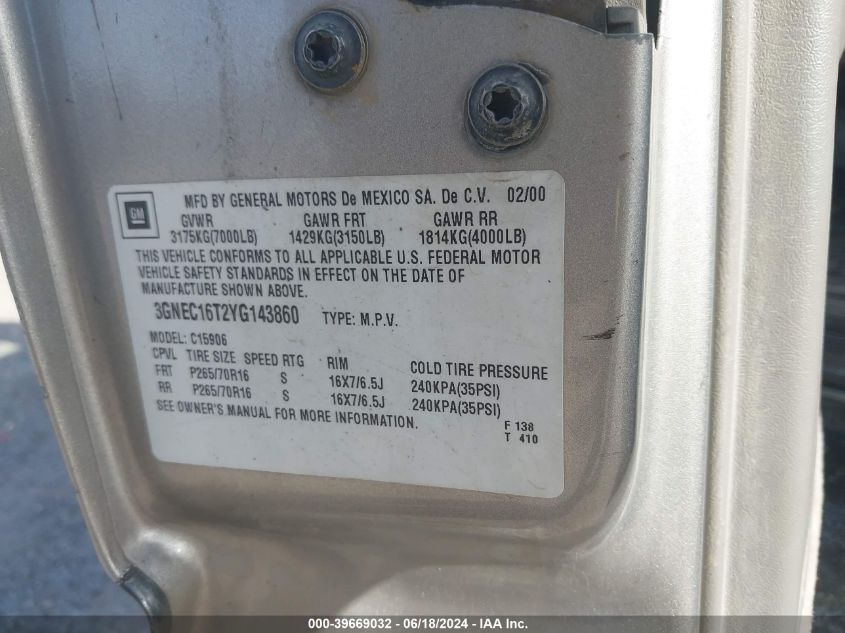 GM
MFD BY GENERAL MOTORS De MEXICO SA. De C.V. 02/00
GVWR GAWR FRT GAWR RR
3175KG(7000LB) 1429KG(3150LB) 1814KG(4000LB)
THIS VEHICLE CONFORMS TO ALL APPLICABLE U.S. FEDERAL MOTOR
VEHICLE SAFETY STANDARDS IN EFFECT ON THE DATE OF
MANUFACTURE SHOWN ABOVE.
3GNEC16T2YG143860 TYPE: M.P.V.
MODEL: C15906
CPVL TIRE SIZE SPEED RTG RIM COLD TIRE PRESSURE
FRT P265/70R16 S 16X7/6.5J 240KPA(35PSI)
RR P265/70R16 S 16X7/6.5J 240KPA(35PSI)
SEE OWNER'S MANUAL FOR MORE INFORMATION.
F 138
T 410
000-39669032 - 06/18/2024 - IAA Inc.